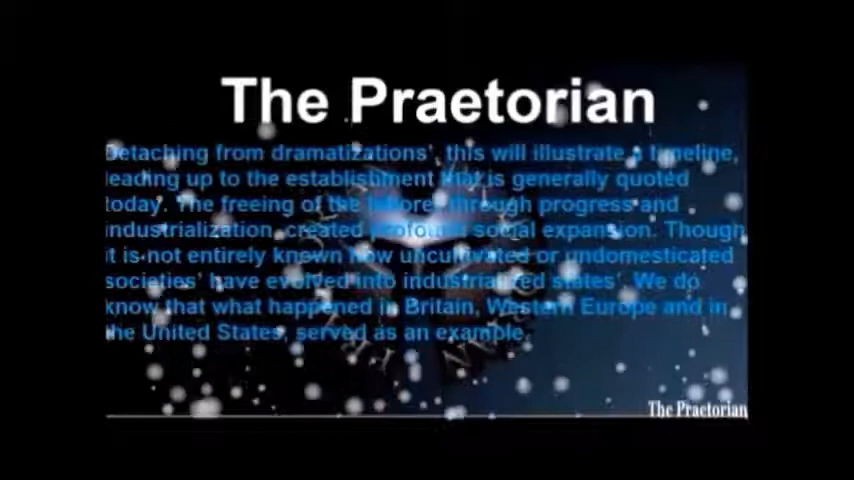 The Praetorian
Detaching from dramatizations', this will illustrate a timeline,
leading up to the establishment that is generally quoted
today. The freeing of the laborer through progress and
industrialization, created profound social expansion. Though
it is not entirely known how uncultivated or undomesticated
societies' have evolved into industrialized states'. We do
know that what happened in Britain, Western Europe and in
the United States, served as an example.
The Praetorian